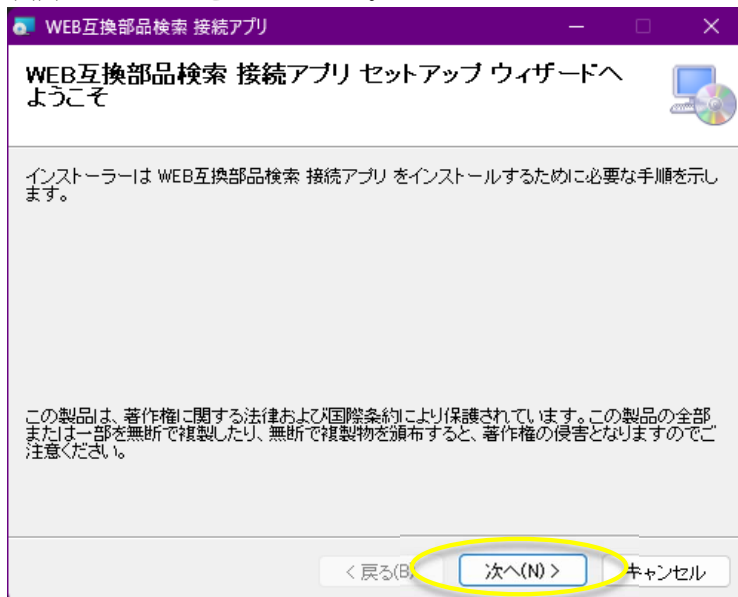 WEB互換部品検索 接続アプリ
WEB互換部品検索 接続アプリ セットアップ ウィザードへ
ようこそ
インストーラーは WEB互換部品検索 接続アプリ をインストールするために必要な手順を示し
ます。
この製品は、著作権に関する法律および国際条約により保護されています。この製品の全部
または一部を無断で複製したり、無断で複製物を頒布すると、著作権の侵害となりますのでご
注意ください。
< 戻る(B) 次へ(N) > キャンセル